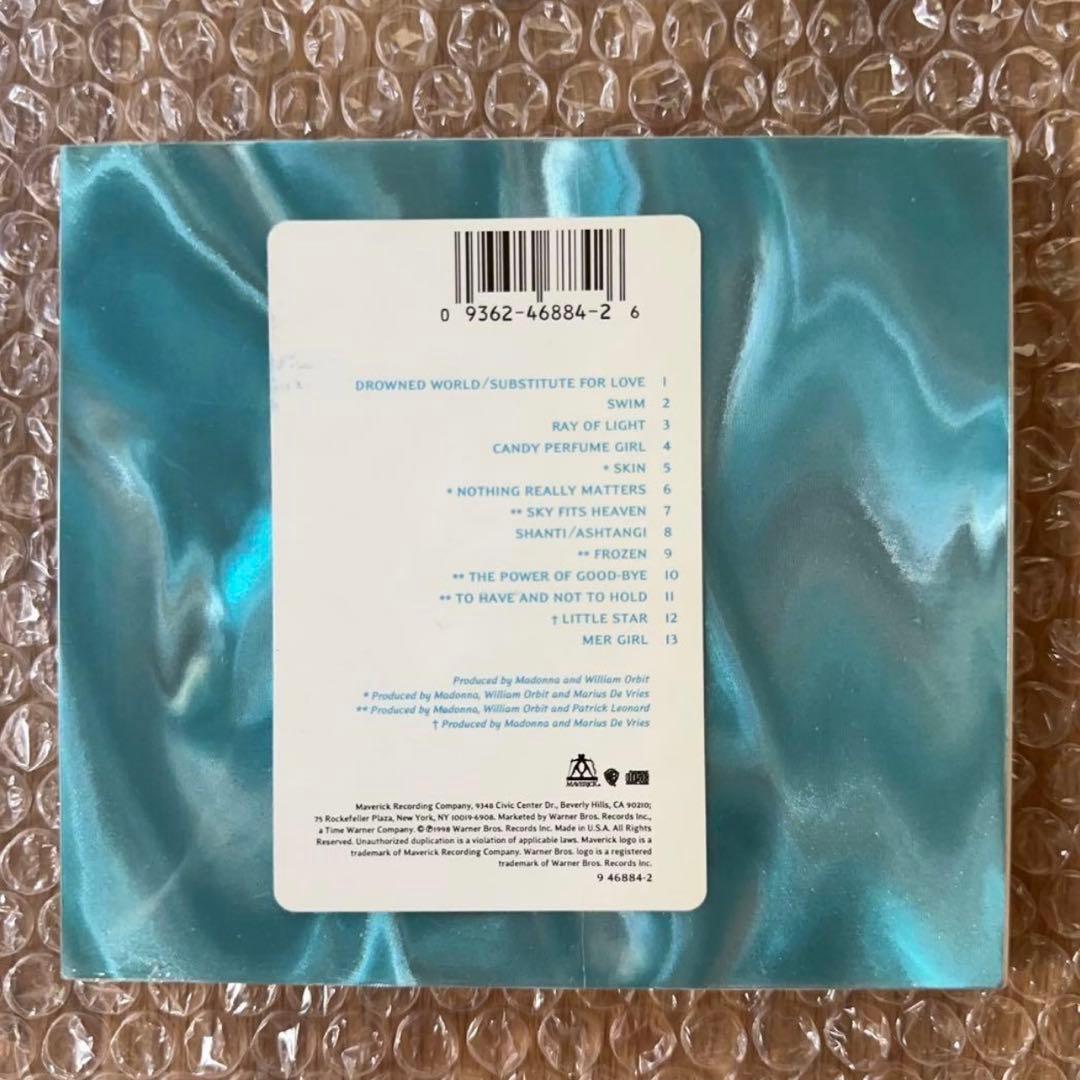 0 9362-46884-2 6
DROWNED WORLD/SUBSTITUTE FOR LOVE 1
SWIM 2
RAY OF LIGHT 3
CANDY PERFUME GIRL 4
* SKIN 5
* NOTHING REALLY MATTERS 6
** SKY FITS HEAVEN 7
SHANTI/ASHTANGI 8
** FROZEN 9
** THE POWER OF GOOD-BYE 10
** TO HAVE AND NOT TO HOLD 11
† LITTLE STAR 12
MER GIRL 13
Produced by Madonna and William Orbit
* Produced by Madonna, William Orbit and Marius De Vries
** Produced by Madonna, William Orbit and Patrick Leonard
† Produced by Madonna and Marius De Vries
MAVERICK
Maverick Recording Company, 9348 Civic Center Dr., Beverly Hills, CA 90210;
75 Rockefeller Plaza, New York, NY 10019-6908. Marketed by Warner Bros. Records Inc.,
a Time Warner Company. © ℗ 1998 Warner Bros. Records Inc. Made in U.S.A. All Rights
Reserved. Unauthorized duplication is a violation of applicable laws. Maverick logo is a
trademark of Maverick Recording Company. Warner Bros. logo is a registered
trademark of Warner Bros. Records Inc.
9 46884-2